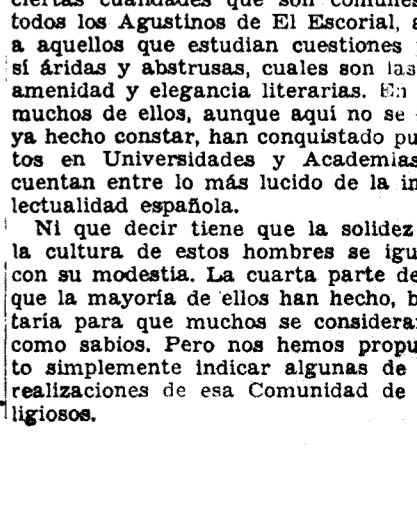 ciertas cualidades que son comunes
todos los Agustinos de El Escorial, a
a aquellos que estudian cuestiones
sí áridas y abstrusas, cuales son las
amenidad y elegancia literarias. En
muchos de ellos, aunque aquí no se
ya hecho constar, han conquistado pu
tos en Universidades y Academias
cuentan entre lo más lucido de la in
lectualidad española.
Ni que decir tiene que la solidez
la cultura de estos hombres se igu
con su modestia. La cuarta parte de
que la mayoría de ellos han hecho, b
taría para que muchos se considera
como sabios. Pero nos hemos propu
to simplemente indicar algunas de
realizaciones de esa Comunidad de
ligiosos.